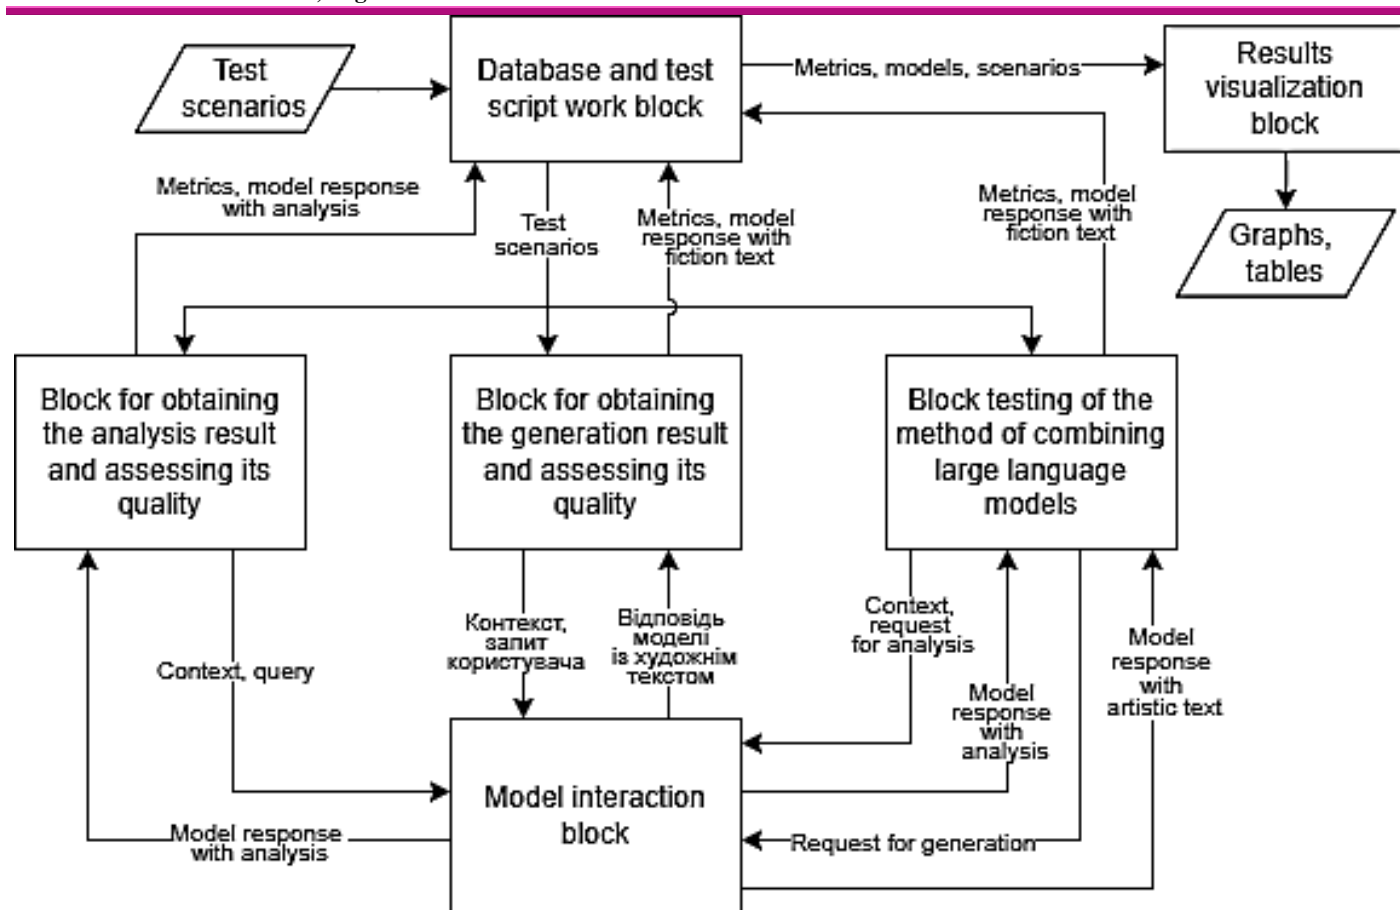 Test
scenarios
Database and test
script work block
Metrics, models, scenarios
Results
visualization
block
Metrics, model response
with analysis
Test
scenarios
Metrics, model
response with
fiction text
Metrics, model
response with
fiction text
Graphs,
tables
Block for obtaining
the analysis result
and assessing its
quality
Block for obtaining
the generation result
and assessing its
quality
Block testing of the
method of combining
large language
models
Context, query
Контекст,
запит
користувача
Відповідь
моделі
із художнім
текстом
Context,
request
for analysis
Model
response
with
analysis
Model
response
with
artistic text
Model interaction
block
Model response
with analysis
Request for generation